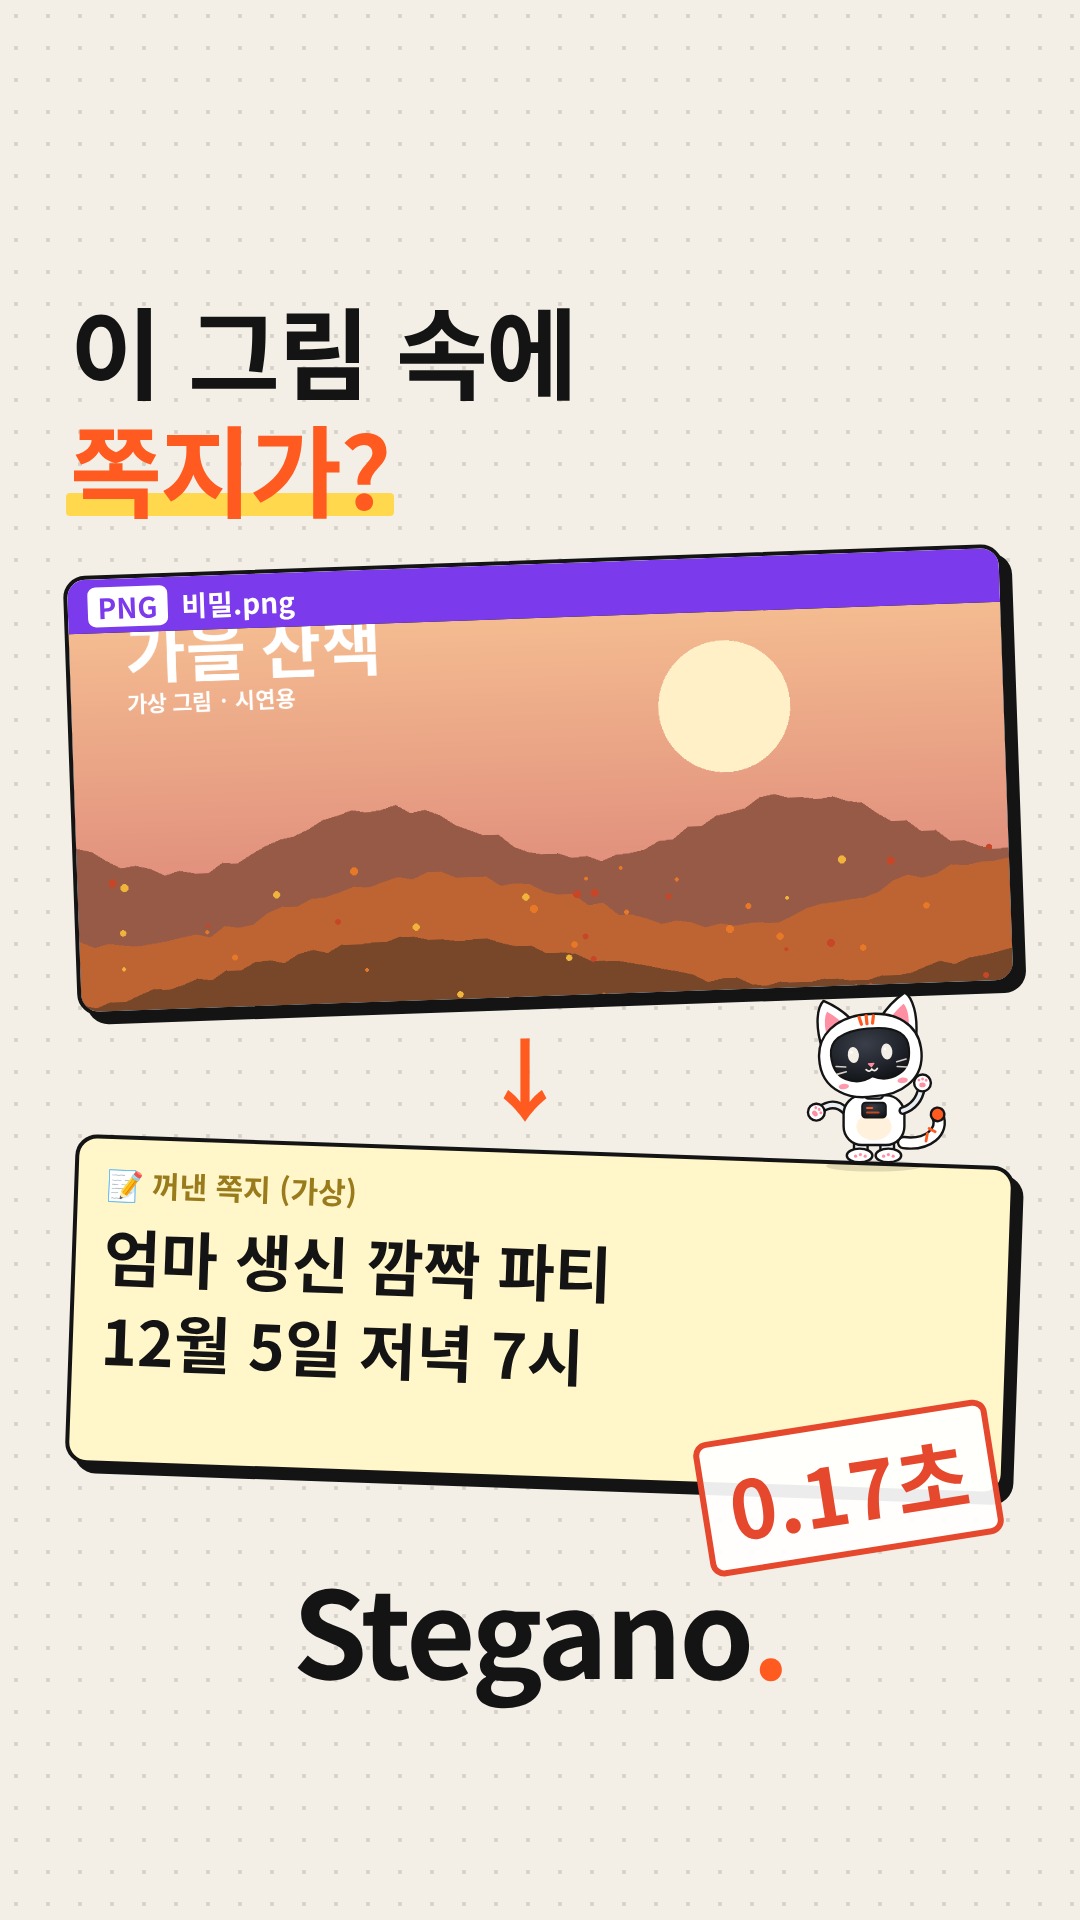 이 그림 속에
쪽지가?
PNG 비밀.png
가을 산책
가상 그림 · 시연용
↓
📝 꺼낸 쪽지 (가상)
엄마 생신 깜짝 파티
12월 5일 저녁 7시
0.17초
Stegano.